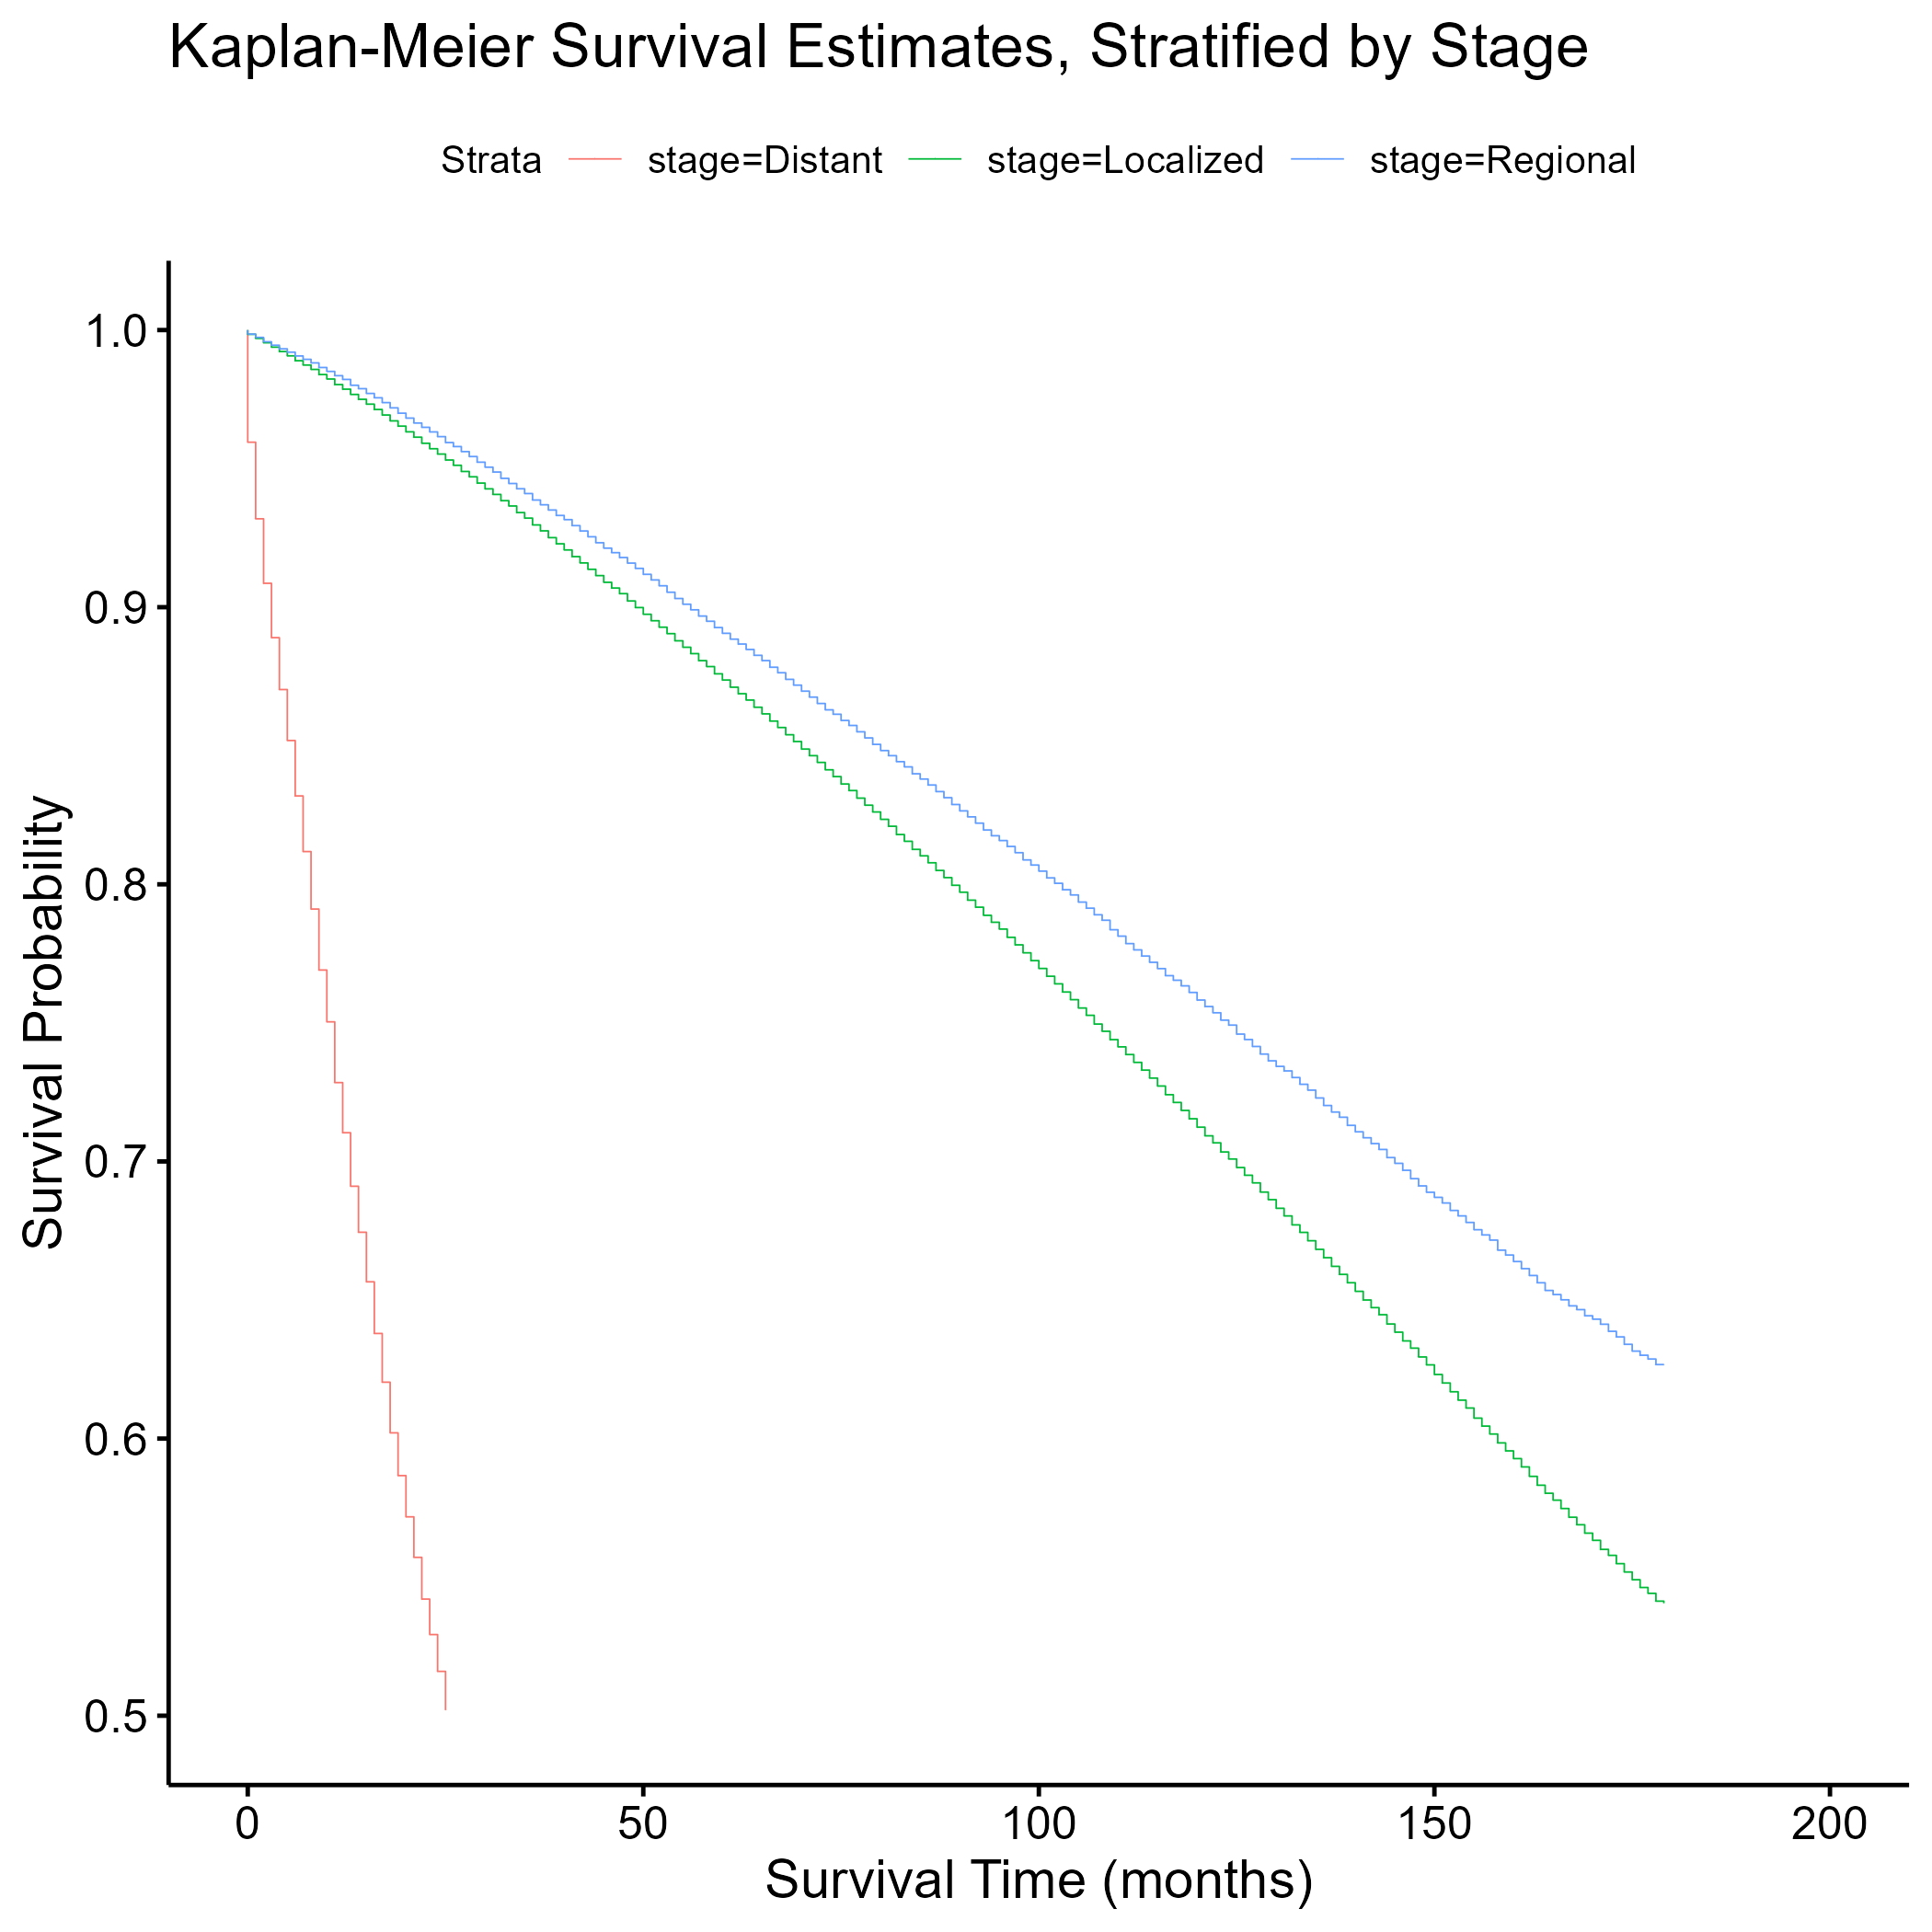 Kaplan-Meier Survival Estimates, Stratified by Stage
Strata stage=Distant stage=Localized stage=Regional
1.0
0.9
0.8
0.7
0.6
0.5
Survival Probability
0 50 100 150 200
Survival Time (months)